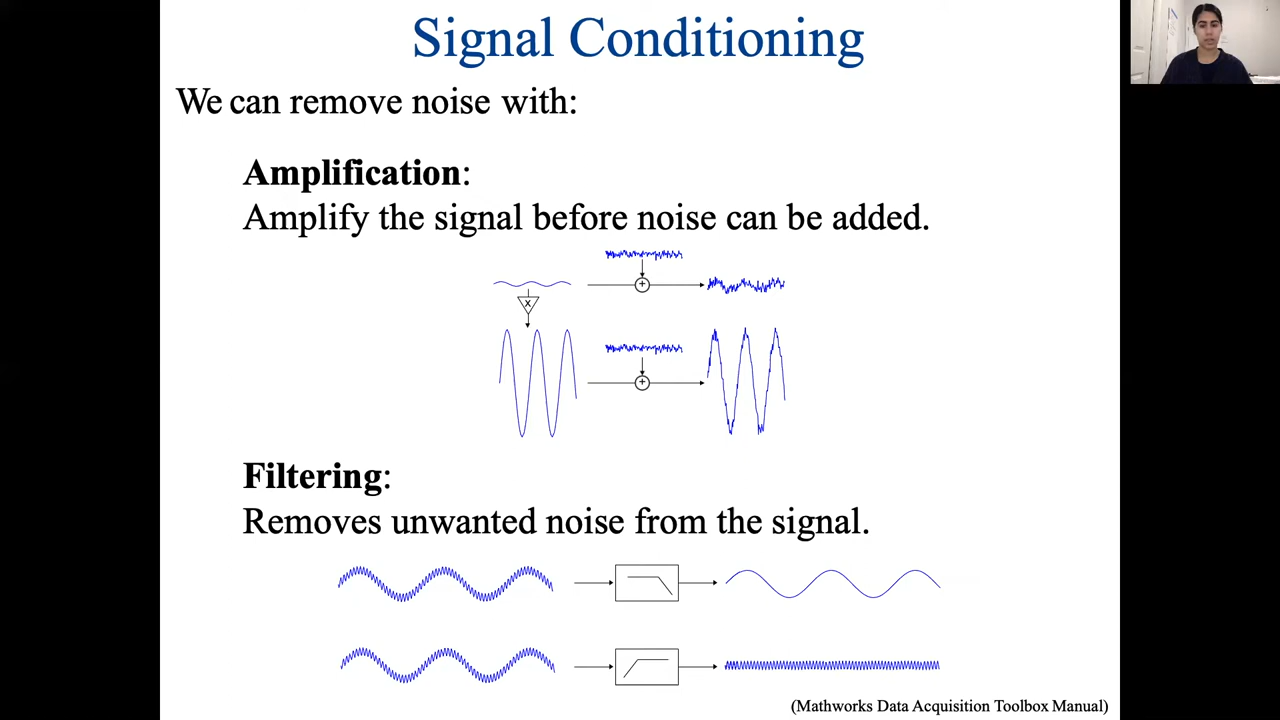 Signal Conditioning
We can remove noise with:
Amplification:
Amplify the signal before noise can be added.
+
x
+
Filtering:
Removes unwanted noise from the signal.
(Mathworks Data Acquisition Toolbox Manual)